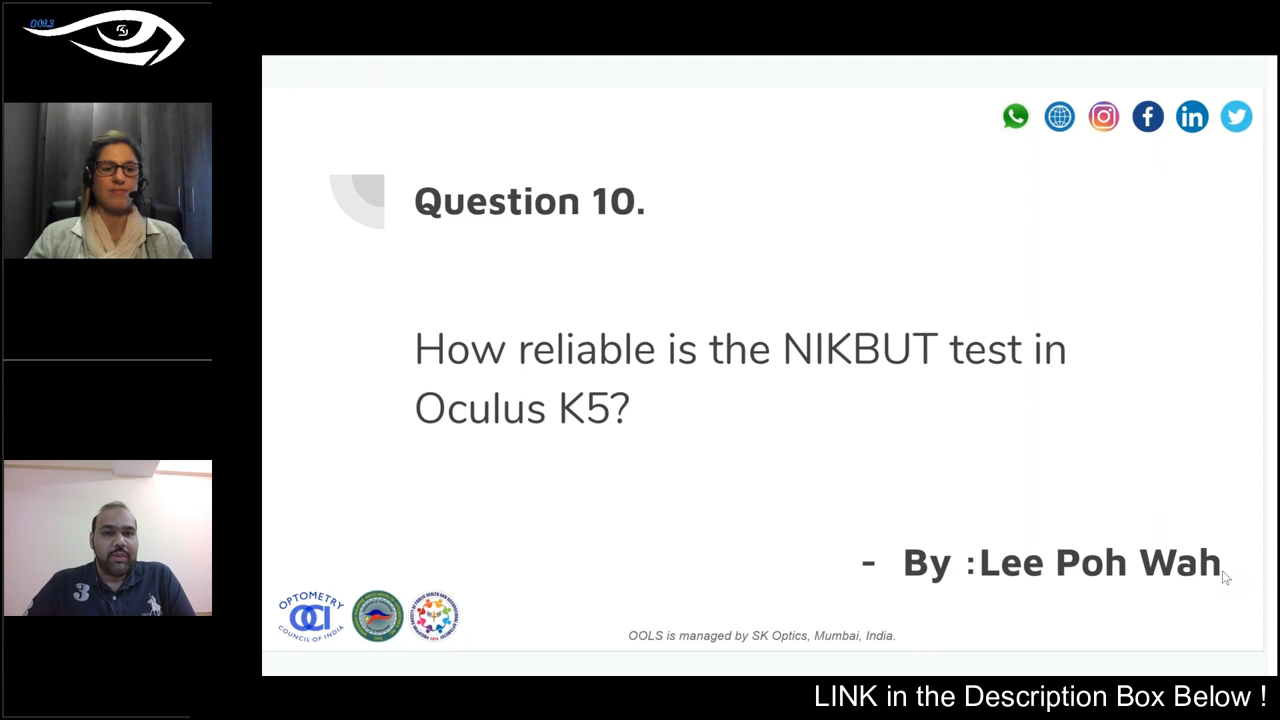 OOLS
Question 10.
How reliable is the NIKBUT test in
Oculus K5?
- By :Lee Poh Wah
OPTOMETRY
OCI
COUNCIL OF INDIA
OOLS is managed by SK Optics, Mumbai, India.
LINK in the Description Box Below !